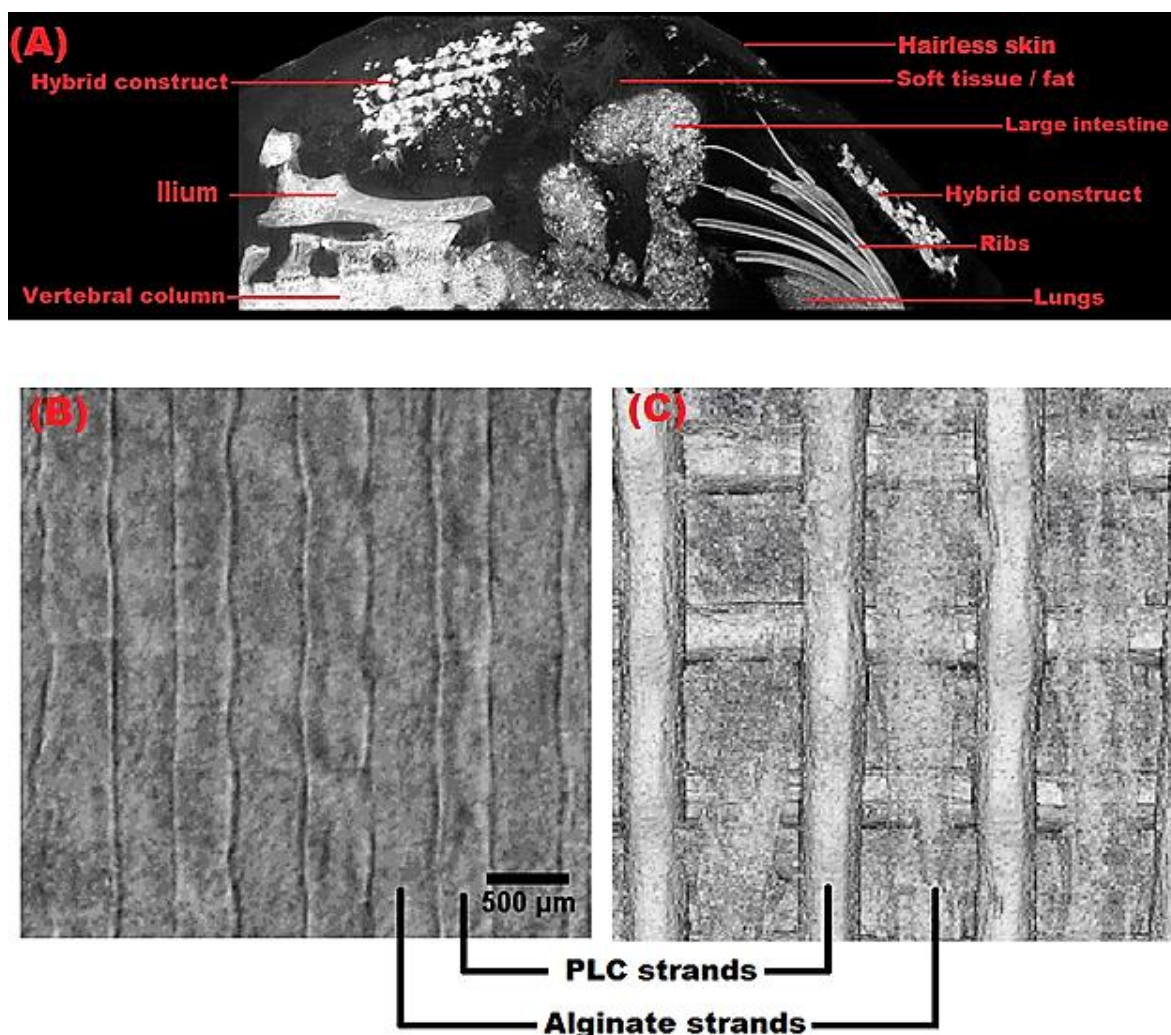 (A)
Hybrid construct
Ilium
Vertebral column
Hairless skin
Soft tissue / fat
Large intestine
Hybrid construct
Ribs
Lungs
(B)
(C)
500 µm
PLC strands
Alginate strands